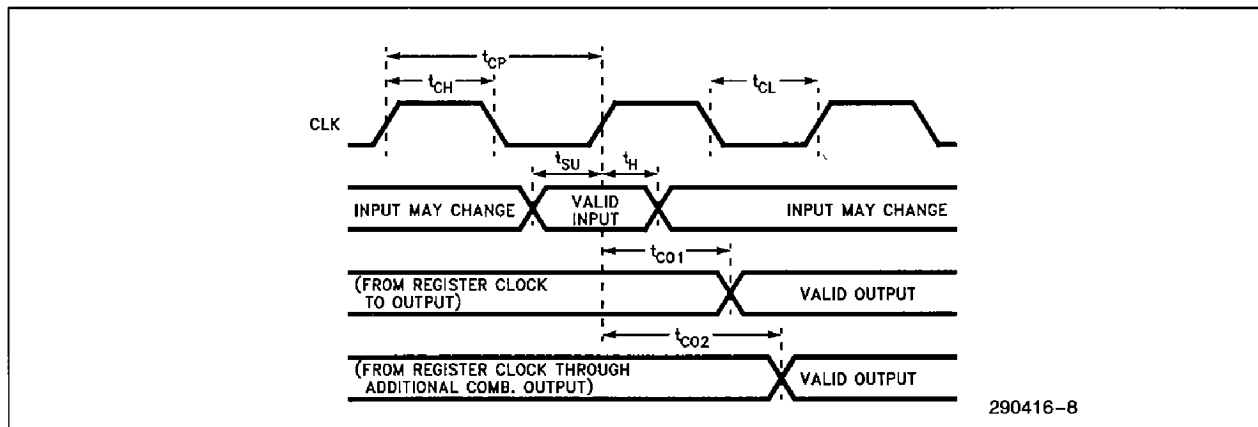 tCP
tCH
tCL
CLK
tSU
tH
INPUT MAY CHANGE
VALID
INPUT
INPUT MAY CHANGE
tCO1
(FROM REGISTER CLOCK
TO OUTPUT)
VALID OUTPUT
tCO2
(FROM REGISTER CLOCK THROUGH
ADDITIONAL COMB. OUTPUT)
VALID OUTPUT
290416-8